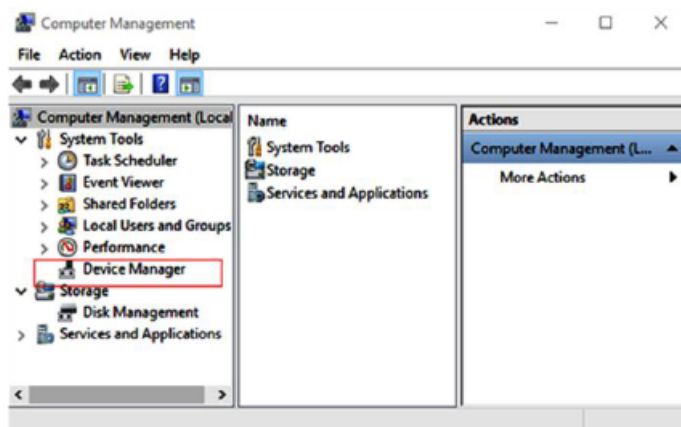 Computer Management
File Action View Help
Computer Management (Local
System Tools
Task Scheduler
Event Viewer
Shared Folders
Local Users and Groups
Performance
Device Manager
Storage
Disk Management
Services and Applications
Name
System Tools
Storage
Services and Applications
Actions
Computer Management (L...
More Actions